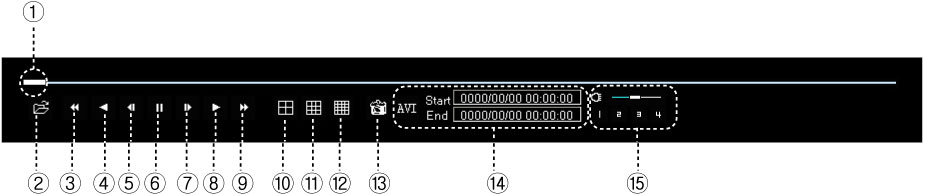 ①
AVI Start 0000/00/00 00:00:00
End 0000/00/00 00:00:00
1 2 3 4
② ③ ④ ⑤ ⑥ ⑦ ⑧ ⑨ ⑩ ⑪ ⑫ ⑬ ⑭ ⑮